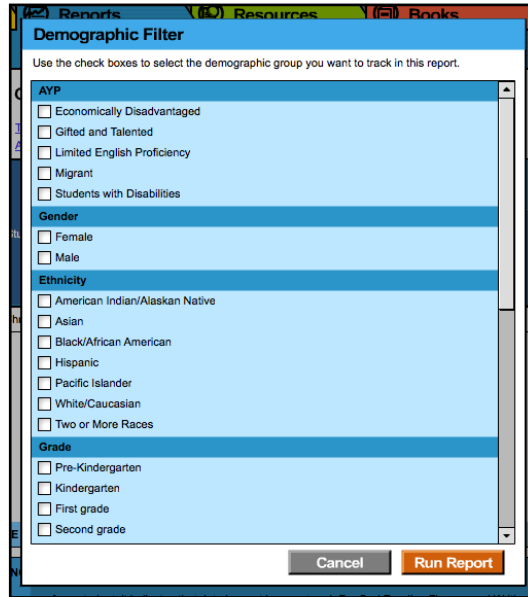 Reports Resources Books
Demographic Filter
Use the check boxes to select the demographic group you want to track in this report.
AYP
Economically Disadvantaged
Gifted and Talented
Limited English Proficiency
Migrant
Students with Disabilities
Gender
Female
Male
Ethnicity
American Indian/Alaskan Native
Asian
Black/African American
Hispanic
Pacific Islander
White/Caucasian
Two or More Races
Grade
Pre-Kindergarten
Kindergarten
First grade
Second grade
Cancel Run Report